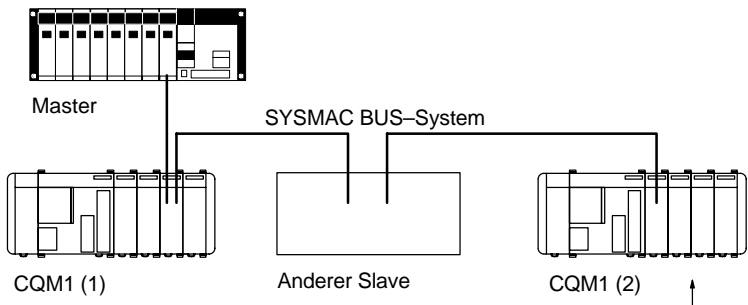 Master
SYSMAC BUS–System
CQM1 (1)
Anderer Slave
CQM1 (2)